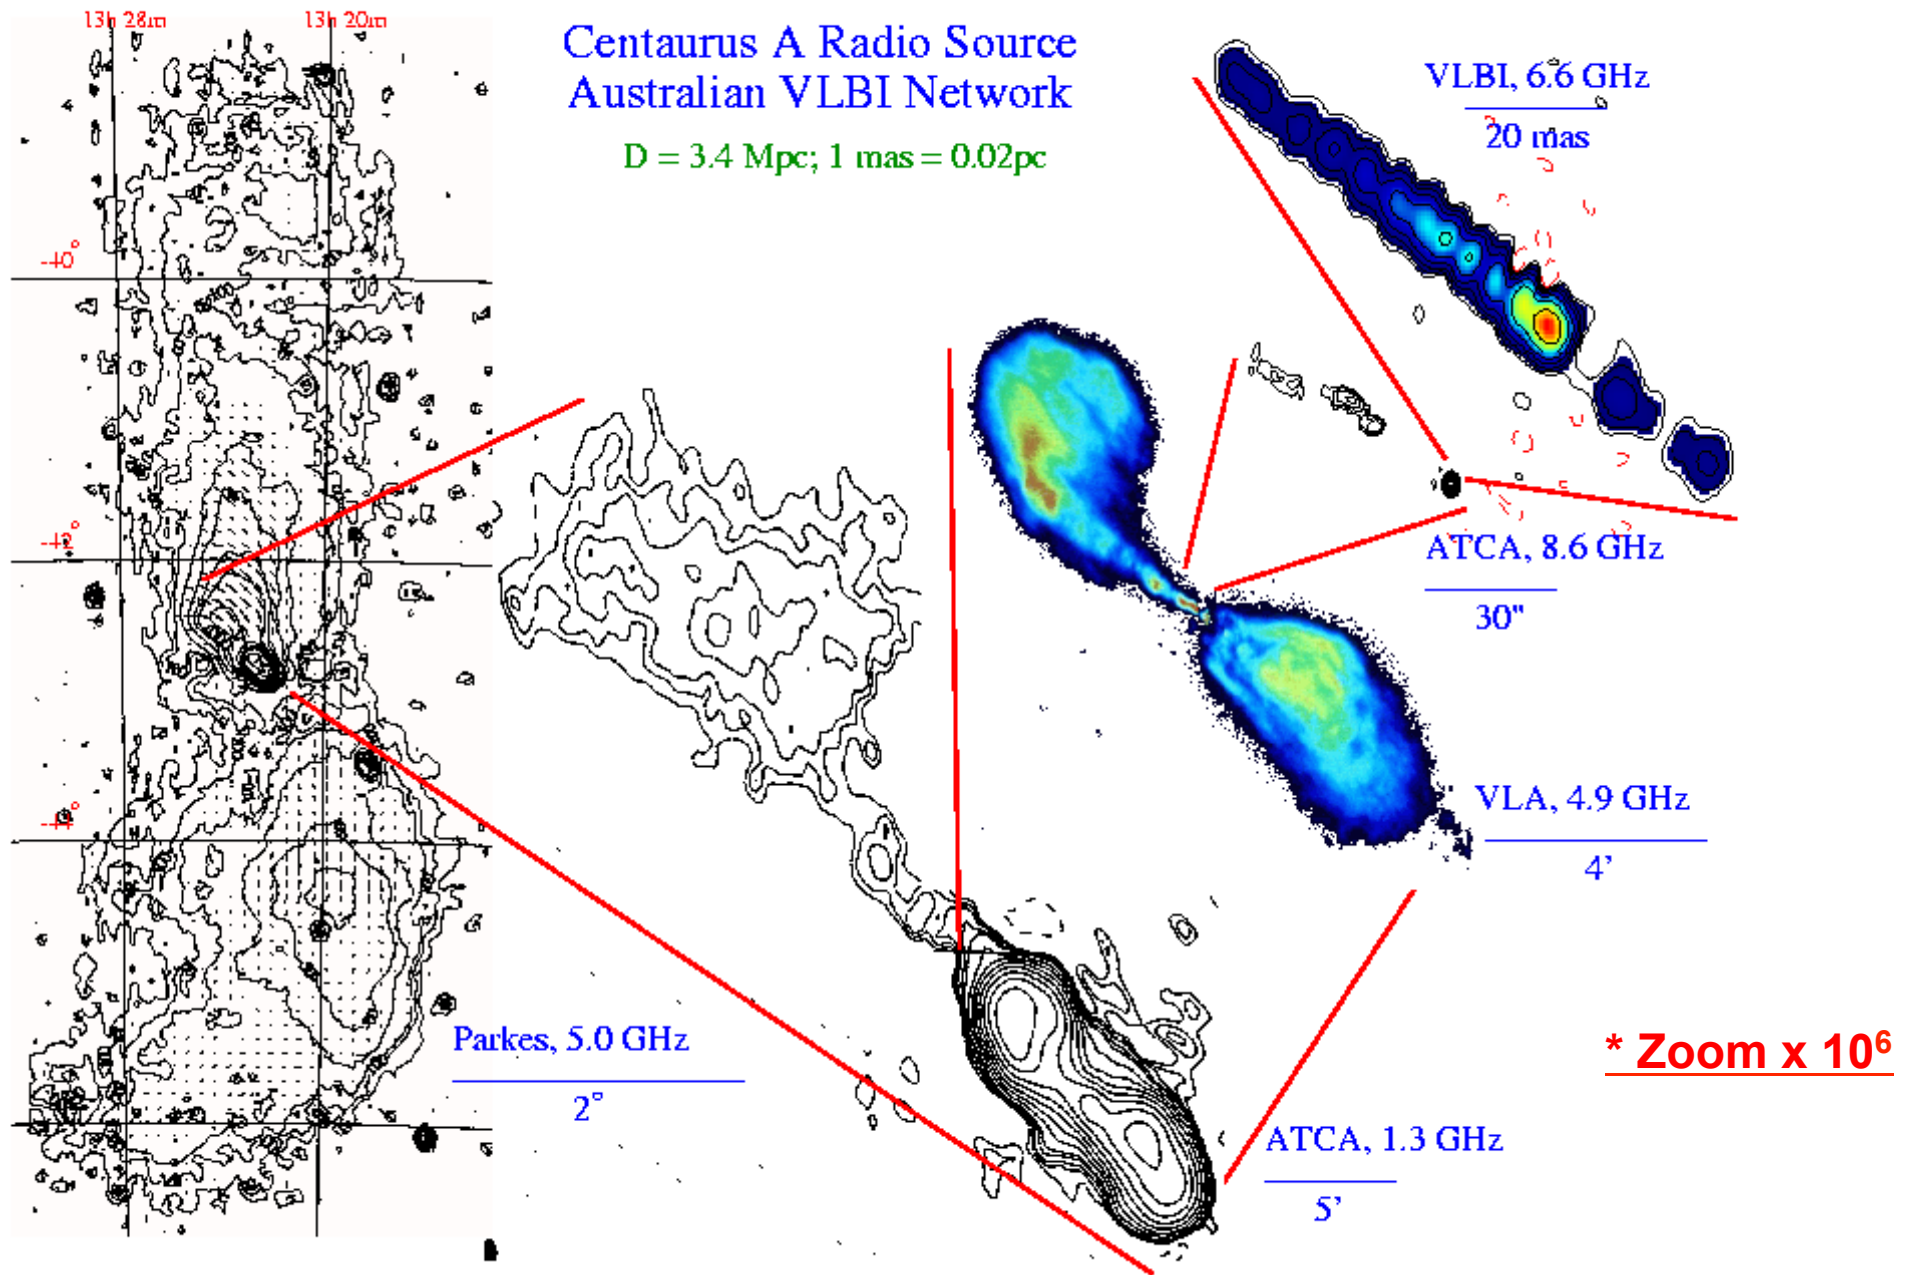 13h 28m
13h 20m
Centaurus A Radio Source
Australian VLBI Network
D = 3.4 Mpc; 1 mas = 0.02pc
VLBI, 6.6 GHz
20 mas
-40°
-42°
ATCA, 8.6 GHz
30"
VLA, 4.9 GHz
4'
-44°
Parkes, 5.0 GHz
2°
* Zoom x 10⁶
ATCA, 1.3 GHz
5'